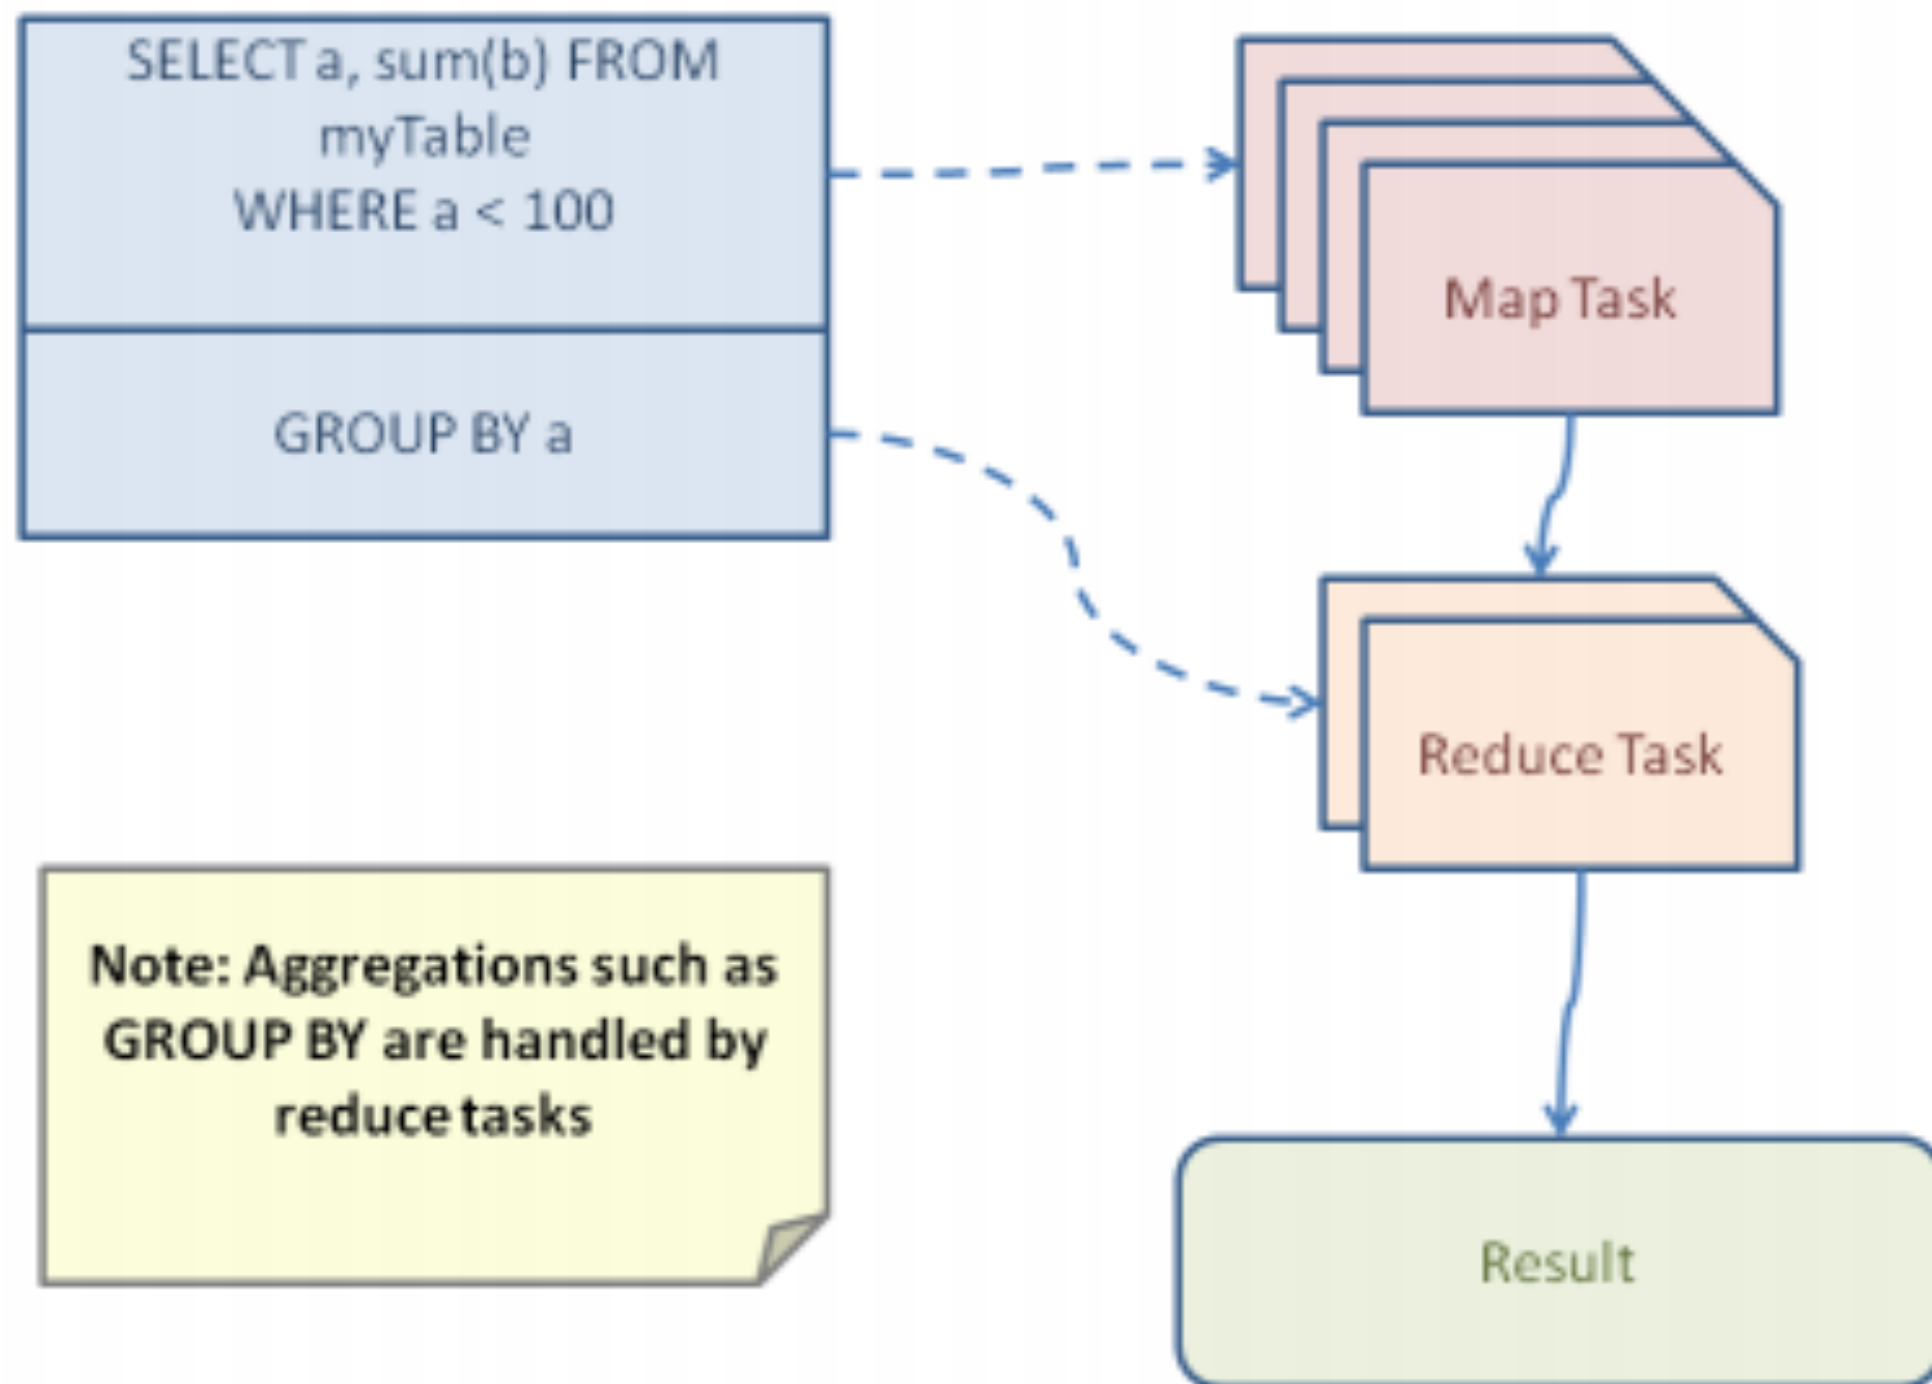 SELECT a, sum(b) FROM
myTable
WHERE a < 100
GROUP BY a
Map Task
Reduce Task
Note: Aggregations such as
GROUP BY are handled by
reduce tasks
Result